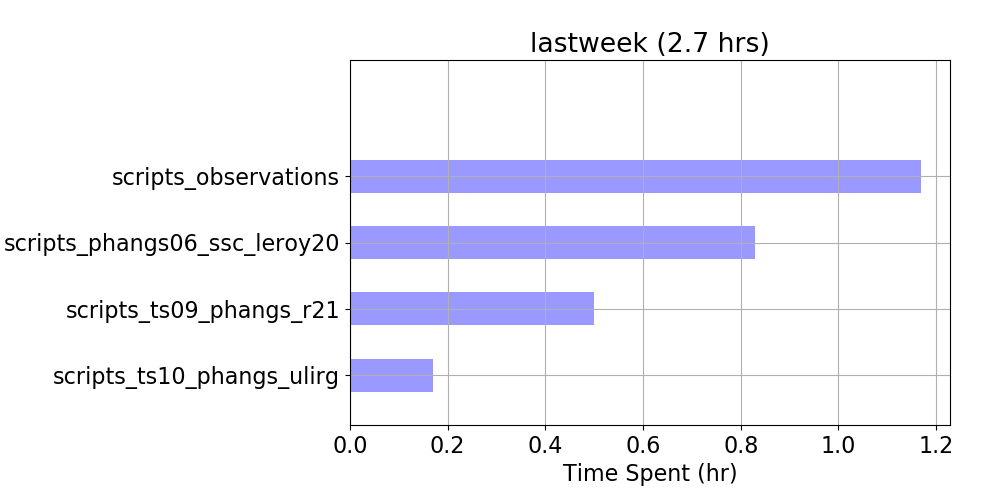 lastweek (2.7 hrs)
scripts_observations
scripts_phangs06_ssc_leroy20
scripts_ts09_phangs_r21
scripts_ts10_phangs_ulirg
0.0 0.2 0.4 0.6 0.8 1.0 1.2
Time Spent (hr)